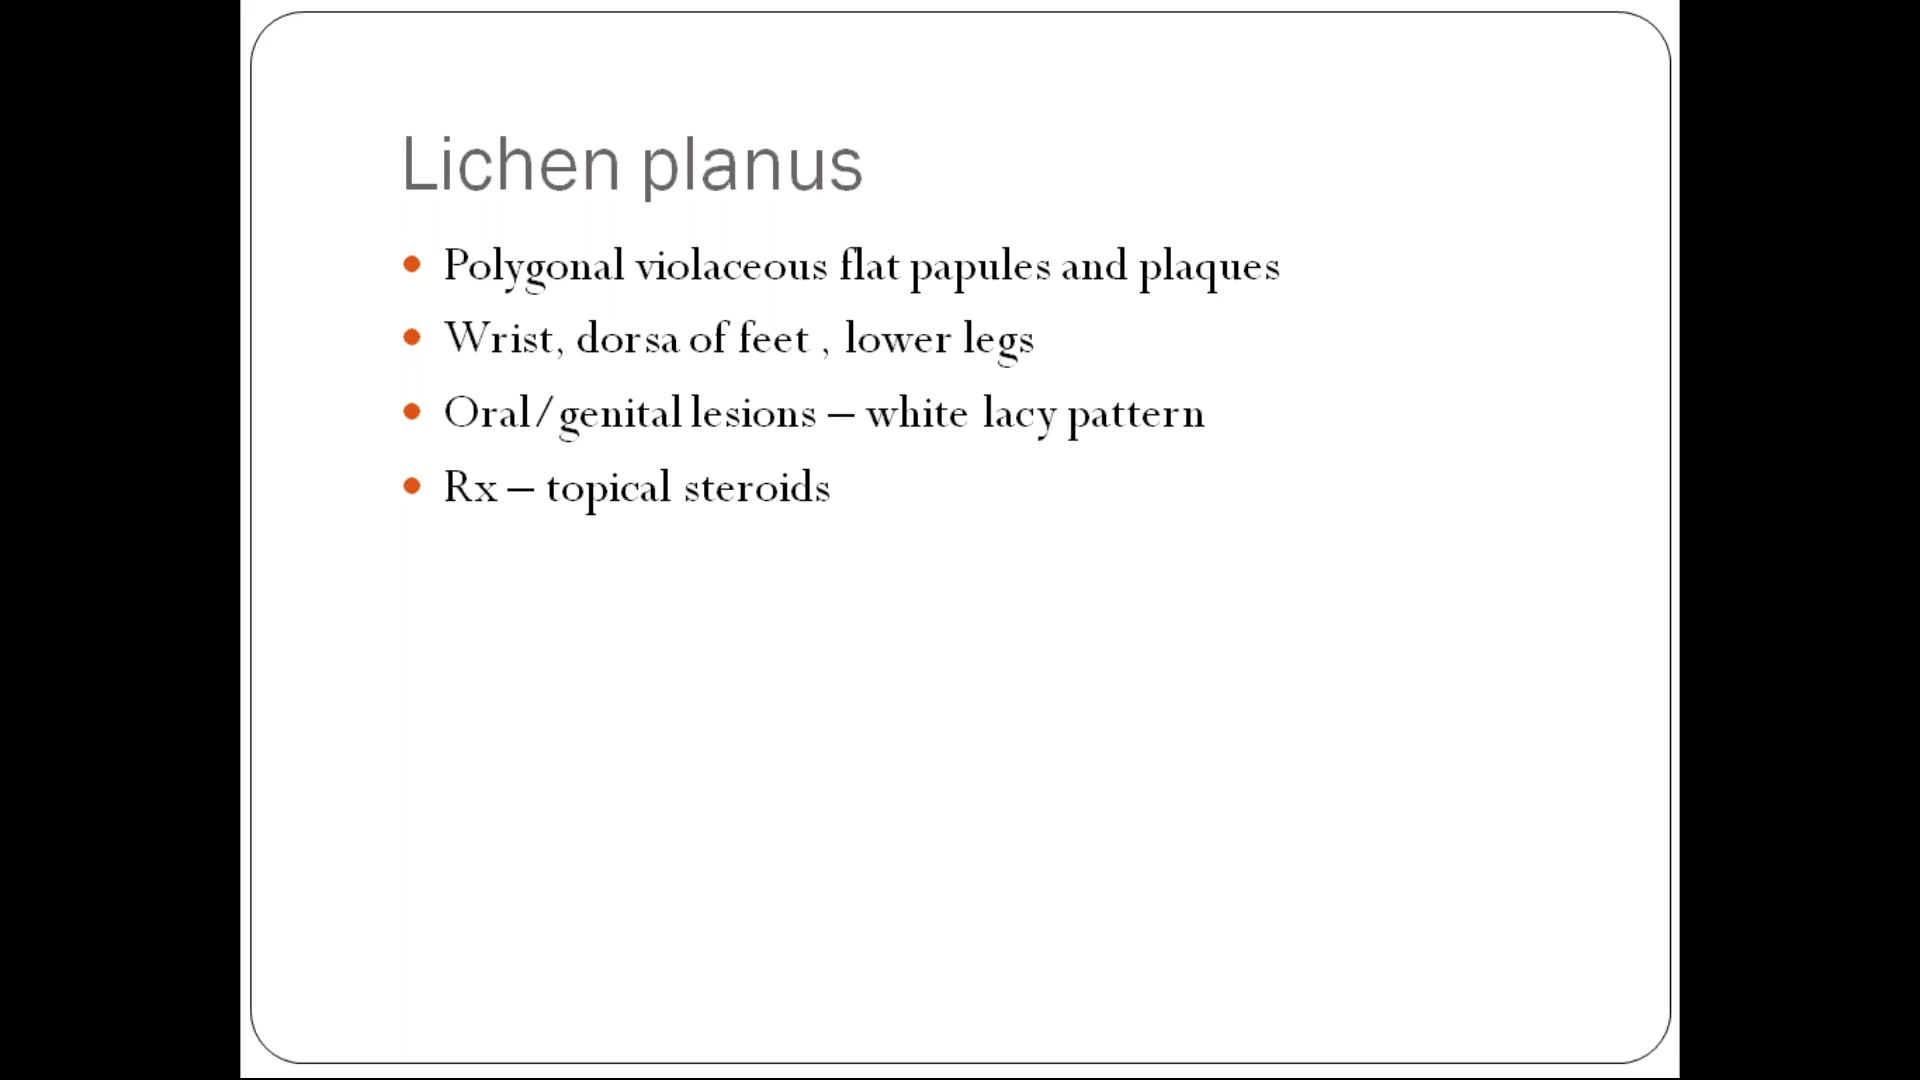 Lichen planus
• Polygonal violaceous flat papules and plaques
• Wrist, dorsa of feet , lower legs
• Oral/genital lesions – white lacy pattern
• Rx – topical steroids